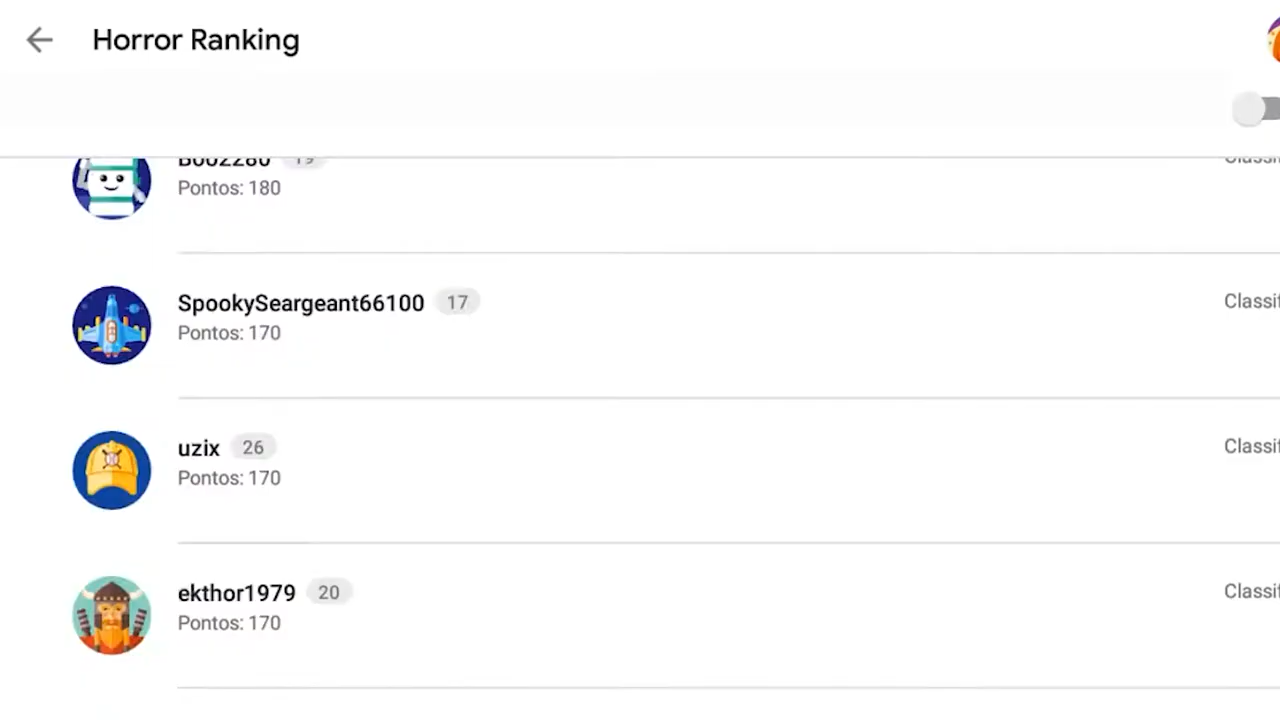 Horror Ranking
Pontos: 180
SpookySeargeant66100 17
Pontos: 170
uzix 26
Pontos: 170
ekthor1979 20
Pontos: 170